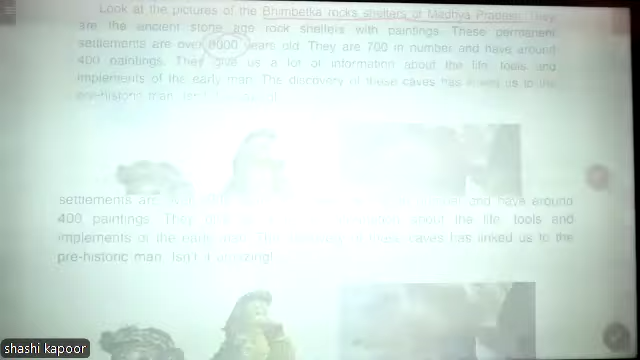 Look at the pictures of the Bhimbetka rocks shelters of Madhya Pradesh. They
are the ancient stone age rock shelters with paintings. These permanent
settlements are over 8000 years old. They are 700 in number and have around
400 paintings. They give us a lot of information about the life, tools and
implements of the early man. The discovery of these caves has linked us to the
pre-historic man.
settlements are and have around
400 paintings. They about the life, tools and
implements of the early man. The discovery of these caves has linked us to the
pre-historic man. Isn't it amazing!
shashi kapoor